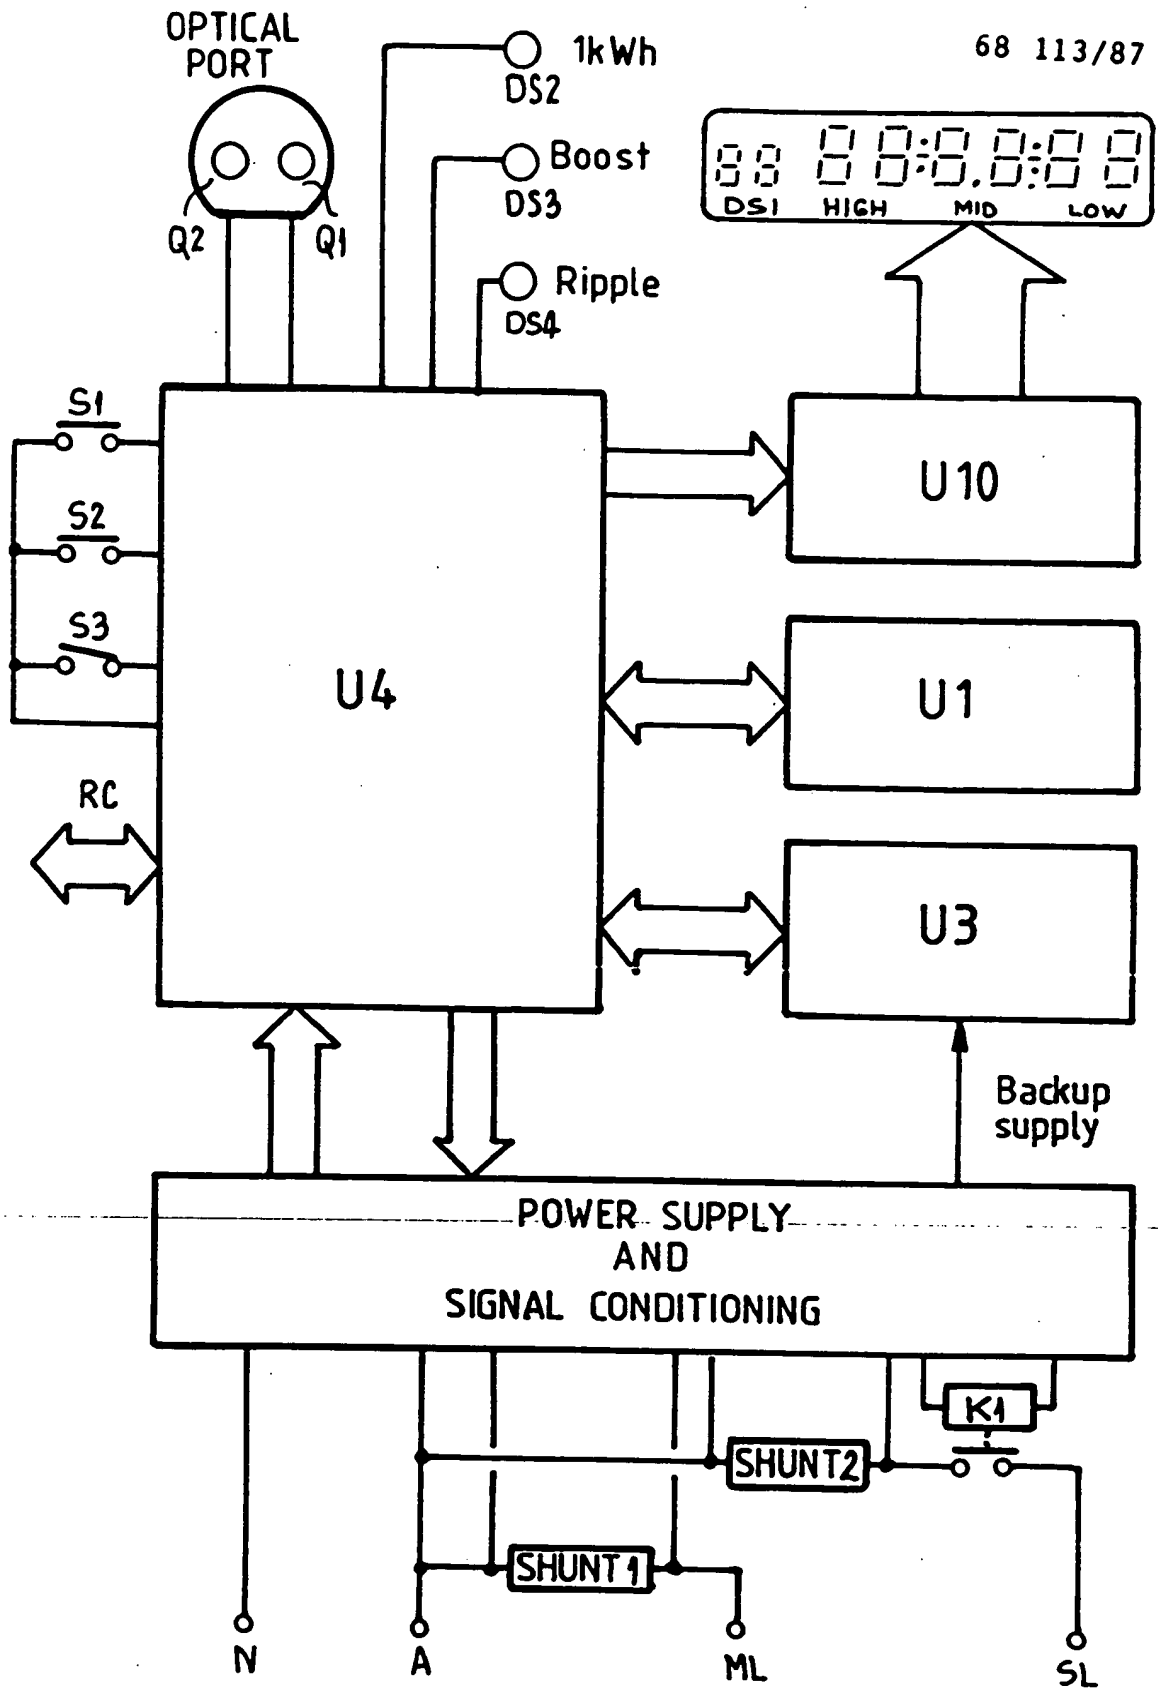 OPTICAL
PORT
1kWh
DS2
68 113/87
Boost
DS3
DS1 HIGH MID LOW
Q2
Q1
Ripple
DS4
S1
S2
S3
RC
U4
U10
U1
U3
Backup
supply
POWER SUPPLY
AND
SIGNAL CONDITIONING
K1
SHUNT2
SHUNT1
N
A
ML
SL